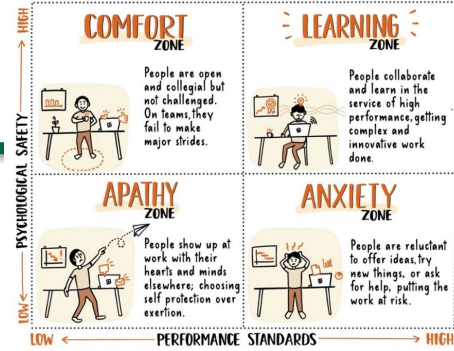 COMFORT
ZONE
People are open
and collegial but
not challenged.
On teams, they
fail to make
major strides.
LEARNING
ZONE
People collaborate
and learn in the
service of high
performance, getting
complex and
innovative work
done.
APATHY
ZONE
People show up at
work with their
hearts and minds
elsewhere; choosing
self protection over
exertion.
ANXIETY
ZONE
People are reluctant
to offer ideas, try
new things, or ask
for help, putting the
work at risk.
LOW ← PSYCHOLOGICAL SAFETY → HIGH
LOW ← PERFORMANCE STANDARDS → HIGH